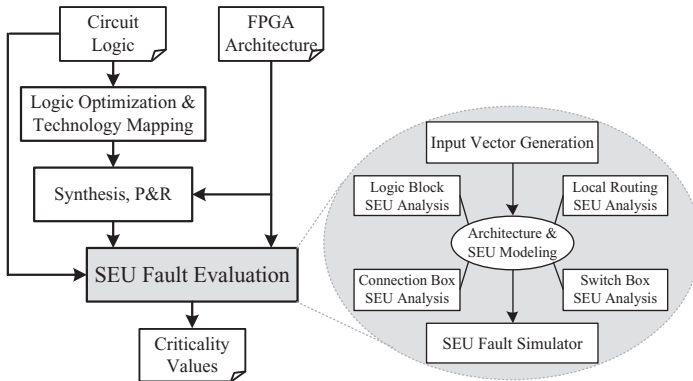 Circuit
Logic
FPGA
Architecture
Logic Optimization &
Technology Mapping
Synthesis, P&R
SEU Fault Evaluation
Criticality
Values
Input Vector Generation
Logic Block
SEU Analysis
Local Routing
SEU Analysis
Architecture &
SEU Modeling
Connection Box
SEU Analysis
Switch Box
SEU Analysis
SEU Fault Simulator